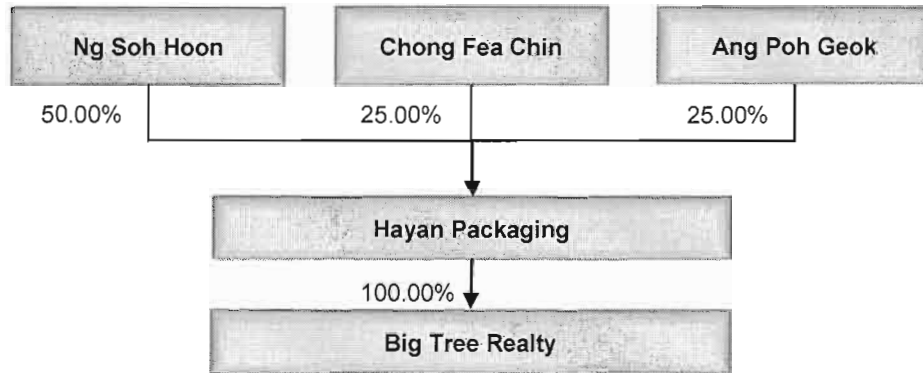 Ng Soh Hoon
Chong Fea Chin
Ang Poh Geok
50.00%
25.00%
25.00%
Hayan Packaging
100.00%
Big Tree Realty